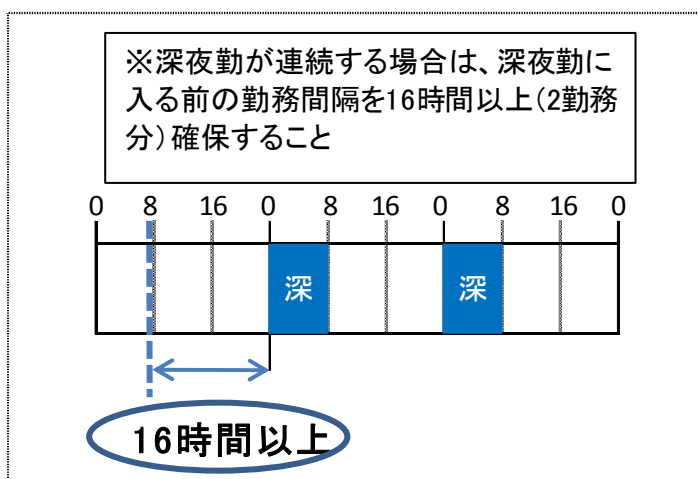 ※深夜勤が連続する場合は、深夜勤に
入る前の勤務間隔を16時間以上(2勤務
分)確保すること
0 8 16 0 8 16 0 8 16 0
深 深
16時間以上